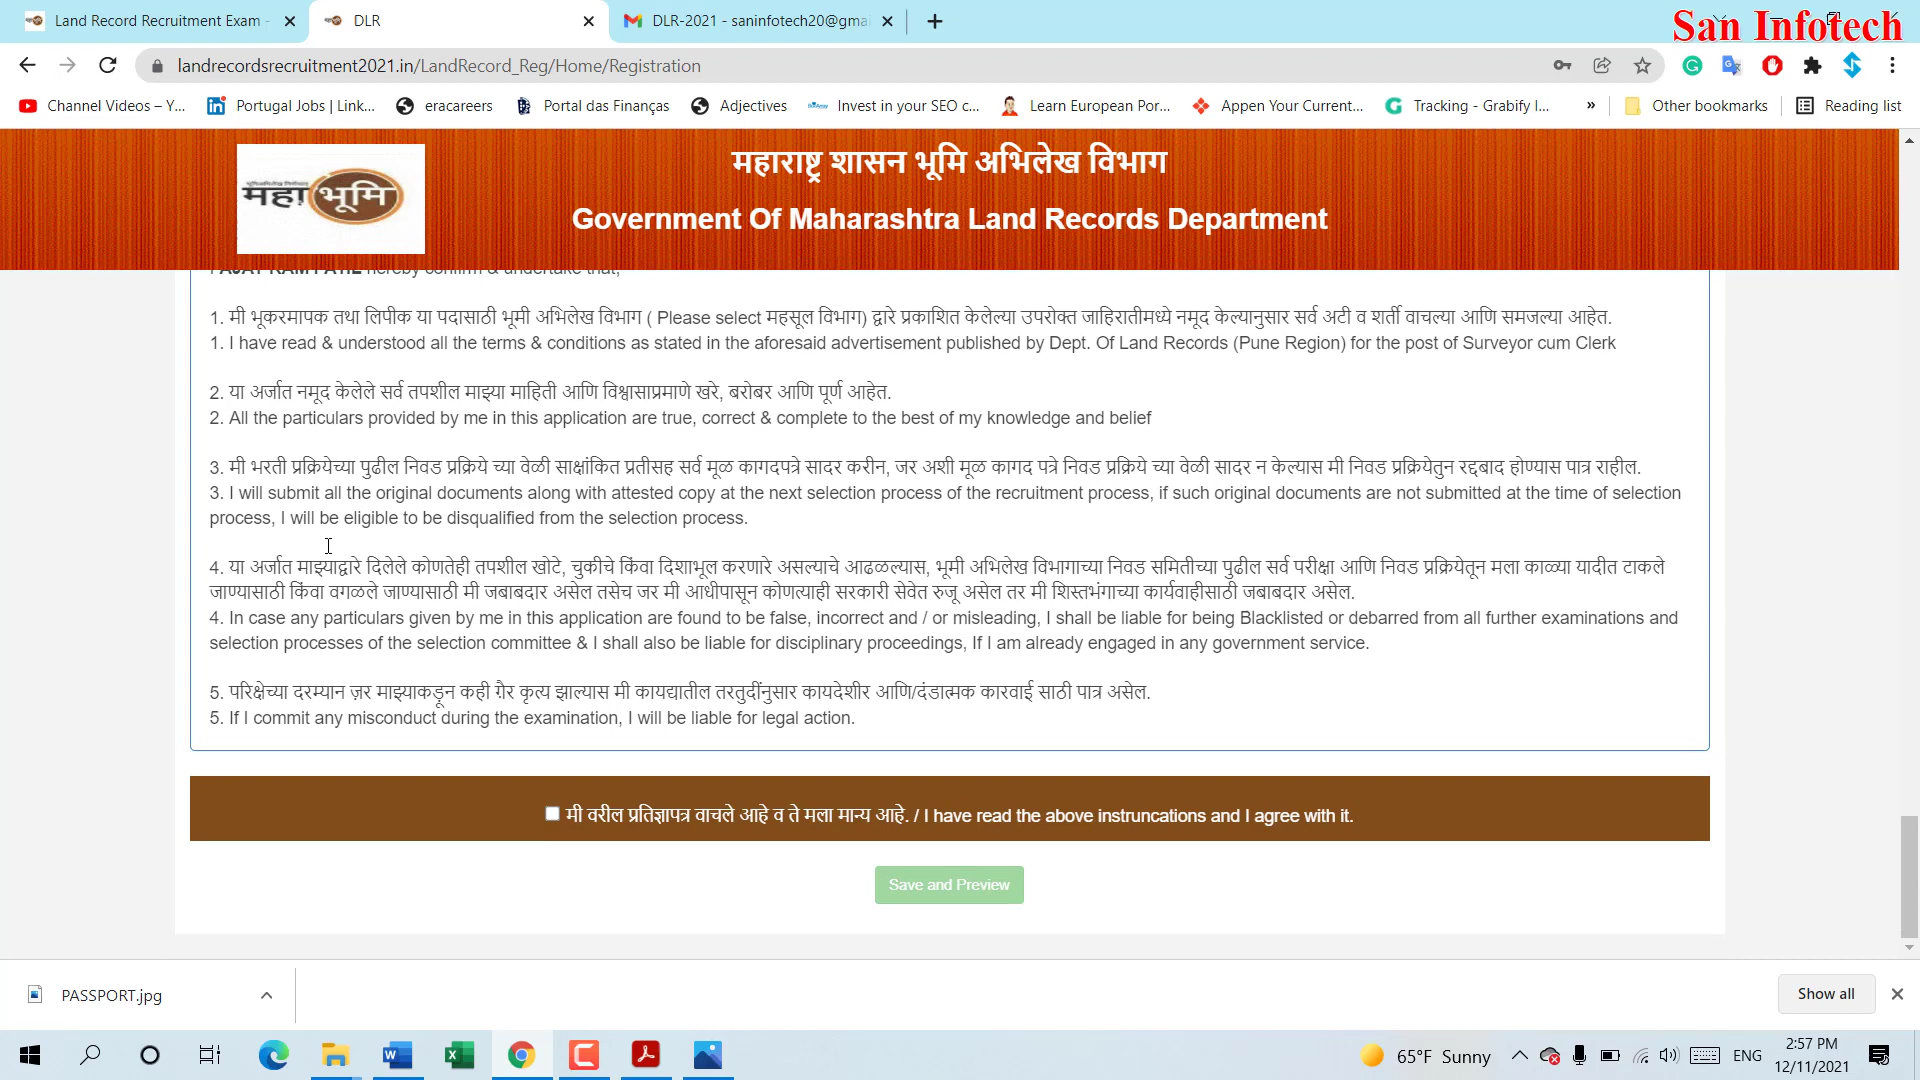 Land Record Recruitment Exam -
DLR
DLR-2021 - saninfotech20@gma
San Infotech
landrecordsrecruitment2021.in/LandRecord_Reg/Home/Registration
Channel Videos – Y...
Portugal Jobs | Link...
eracareers
Portal das Finanças
Adjectives
Invest in your SEO c...
Learn European Por...
Appen Your Current...
Tracking - Grabify I...
»
Other bookmarks
Reading list
महाभूमि
महाराष्ट्र शासन भूमि अभिलेख विभाग
Government Of Maharashtra Land Records Department
I AJAY RAM PATIL hereby confirm & undertake that,
1. मी भूकरमापक तथा लिपीक या पदासाठी भूमी अभिलेख विभाग ( Please select महसूल विभाग) द्वारे प्रकाशित केलेल्या उपरोक्त जाहिरातीमध्ये नमूद केल्यानुसार सर्व अटी व शर्ती वाचल्या आणि समजल्या आहेत.
1. I have read & understood all the terms & conditions as stated in the aforesaid advertisement published by Dept. Of Land Records (Pune Region) for the post of Surveyor cum Clerk
2. या अर्जात नमूद केलेले सर्व तपशील माझ्या माहिती आणि विश्वासाप्रमाणे खरे, बरोबर आणि पूर्ण आहेत.
2. All the particulars provided by me in this application are true, correct & complete to the best of my knowledge and belief
3. मी भरती प्रक्रियेच्या पुढील निवड प्रक्रिये च्या वेळी साक्षांकित प्रतीसह सर्व मूळ कागदपत्रे सादर करीन, जर अशी मूळ कागद पत्रे निवड प्रक्रिये च्या वेळी सादर न केल्यास मी निवड प्रक्रियेतुन रद्दबाद होण्यास पात्र राहील.
3. I will submit all the original documents along with attested copy at the next selection process of the recruitment process, if such original documents are not submitted at the time of selection
process, I will be eligible to be disqualified from the selection process.
4. या अर्जात माझ्याद्वारे दिलेले कोणतेही तपशील खोटे, चुकीचे किंवा दिशाभूल करणारे असल्याचे आढळल्यास, भूमी अभिलेख विभागाच्या निवड समितीच्या पुढील सर्व परीक्षा आणि निवड प्रक्रियेतून मला काळ्या यादीत टाकले
जाण्यासाठी किंवा वगळले जाण्यासाठी मी जबाबदार असेल तसेच जर मी आधीपासून कोणत्याही सरकारी सेवेत रुजू असेल तर मी शिस्तभंगाच्या कार्यवाहीसाठी जबाबदार असेल.
4. In case any particulars given by me in this application are found to be false, incorrect and / or misleading, I shall be liable for being Blacklisted or debarred from all further examinations and
selection processes of the selection committee & I shall also be liable for disciplinary proceedings, If I am already engaged in any government service.
5. परिक्षेच्या दरम्यान ज़र माझ्याकडून कही ग़ैर कृत्य झाल्यास मी कायद्यातील तरतुदींनुसार कायदेशीर आणि/दंडात्मक कारवाई साठी पात्र असेल.
5. If I commit any misconduct during the examination, I will be liable for legal action.
मी वरील प्रतिज्ञापत्र वाचले आहे व ते मला मान्य आहे. / I have read the above instruncations and I agree with it.
Save and Preview
PASSPORT.jpg
Show all
65°F Sunny
ENG
2:57 PM
12/11/2021